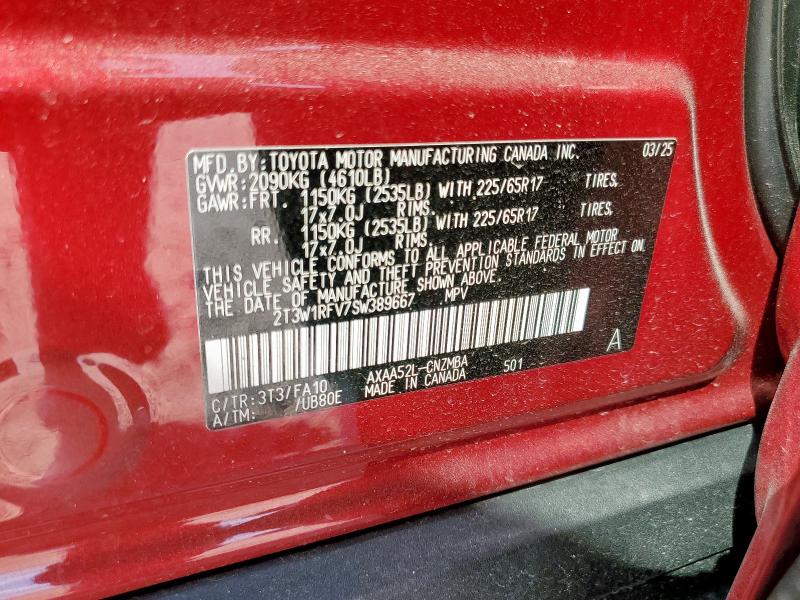 MFD. BY: TOYOTA MOTOR MANUFACTURING CANADA INC. 03/25
GVWR: 2090KG (4610LB)
GAWR: FRT. 1150KG (2535LB) WITH 225/65R17 TIRES,
17x7.0J RIMS.
RR. 1150KG (2535LB) WITH 225/65R17 TIRES,
17x7.0J RIMS.
THIS VEHICLE CONFORMS TO ALL APPLICABLE FEDERAL MOTOR
VEHICLE SAFETY AND THEFT PREVENTION STANDARDS IN EFFECT ON
THE DATE OF MANUFACTURE SHOWN ABOVE.
2T3W1RFV7SW389667 MPV
A
C/TR: 3T3/FA10 AXAA52L-CNZMBA 501
A/TM: /UB80E MADE IN CANADA